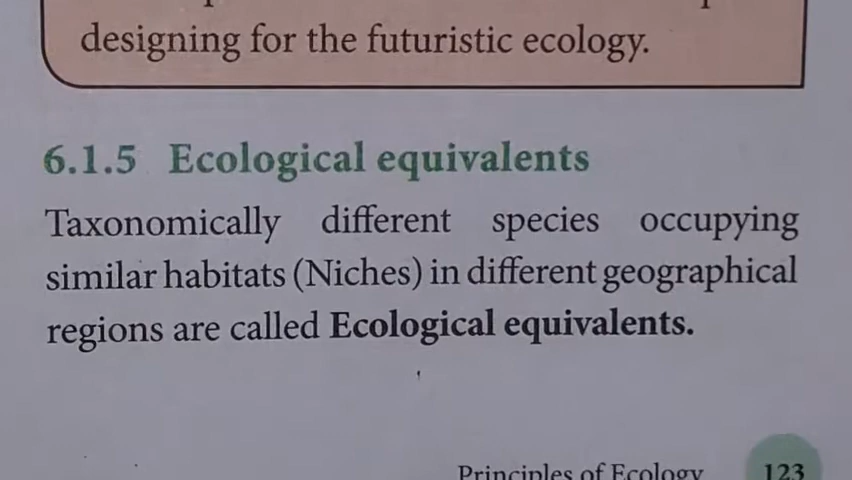 designing for the futuristic ecology.
6.1.5 Ecological equivalents
Taxonomically different species occupying
similar habitats (Niches) in different geographical
regions are called Ecological equivalents.
Principles of Ecology 123